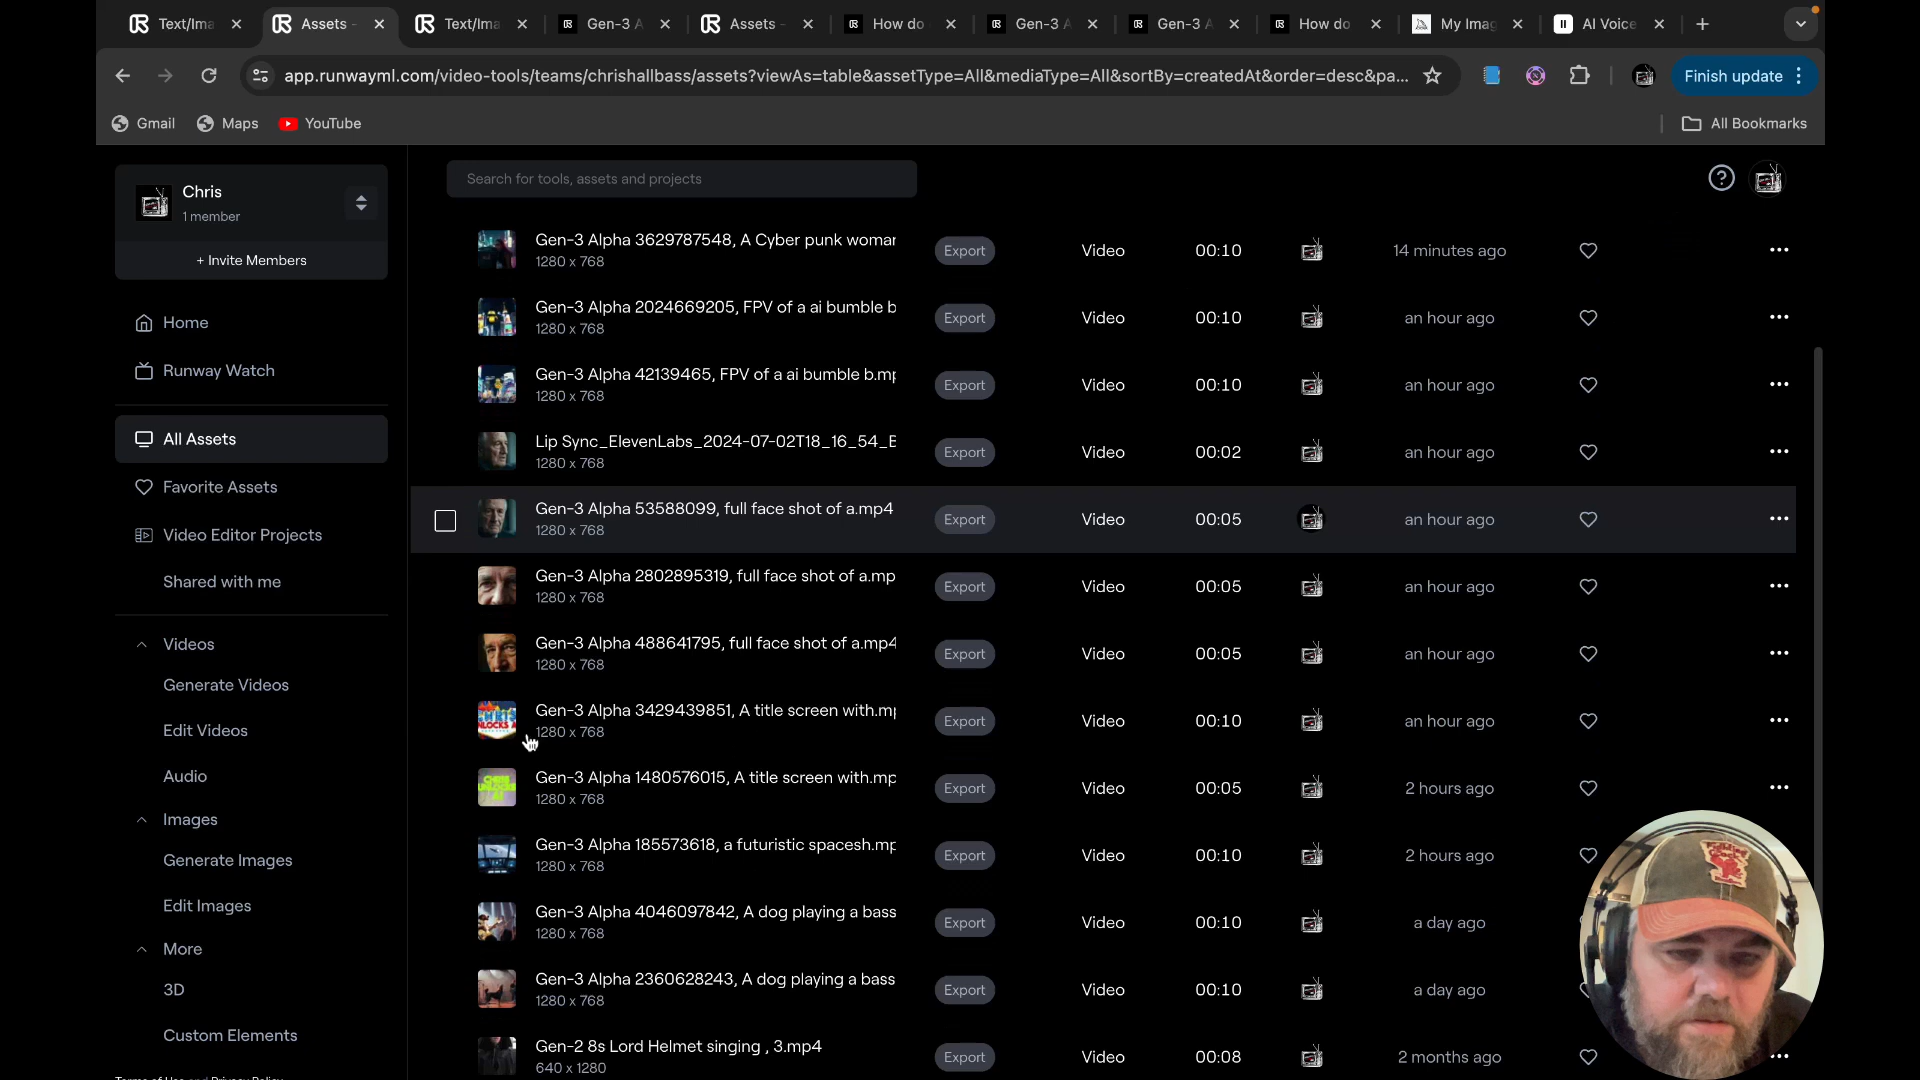 Text/Ima
Assets -
Text/Ima
Gen-3 A
Assets -
How do
Gen-3 A
Gen-3 A
How do
My Imag
AI Voice
app.runwayml.com/video-tools/teams/chrishallbass/assets?viewAs=table&assetType=All&mediaType=All&sortBy=createdAt&order=desc&pa...
Finish update
Gmail
Maps
YouTube
All Bookmarks
Chris
1 member
+ Invite Members
Search for tools, assets and projects
Home
Runway Watch
All Assets
Favorite Assets
Video Editor Projects
Shared with me
Videos
Generate Videos
Edit Videos
Audio
Images
Generate Images
Edit Images
More
3D
Custom Elements
Terms of Use and Privacy Policy
Gen-3 Alpha 3629787548, A Cyber punk woman
1280 x 768
Export
Video
00:10
14 minutes ago
Gen-3 Alpha 2024669205, FPV of a ai bumble b
1280 x 768
Export
Video
00:10
an hour ago
Gen-3 Alpha 42139465, FPV of a ai bumble b.mp
1280 x 768
Export
Video
00:10
an hour ago
Lip Sync_ElevenLabs_2024-07-02T18_16_54_B
1280 x 768
Export
Video
00:02
an hour ago
Gen-3 Alpha 53588099, full face shot of a.mp4
1280 x 768
Export
Video
00:05
an hour ago
Gen-3 Alpha 2802895319, full face shot of a.mp
1280 x 768
Export
Video
00:05
an hour ago
Gen-3 Alpha 488641795, full face shot of a.mp4
1280 x 768
Export
Video
00:05
an hour ago
Gen-3 Alpha 3429439851, A title screen with.mp
1280 x 768
Export
Video
00:10
an hour ago
Gen-3 Alpha 1480576015, A title screen with.mp
1280 x 768
Export
Video
00:05
2 hours ago
Gen-3 Alpha 185573618, a futuristic spacesh.mp
1280 x 768
Export
Video
00:10
2 hours ago
Gen-3 Alpha 4046097842, A dog playing a bass
1280 x 768
Export
Video
00:10
a day ago
Gen-3 Alpha 2360628243, A dog playing a bass
1280 x 768
Export
Video
00:10
a day ago
Gen-2 8s Lord Helmet singing , 3.mp4
640 x 1280
Export
Video
00:08
2 months ago